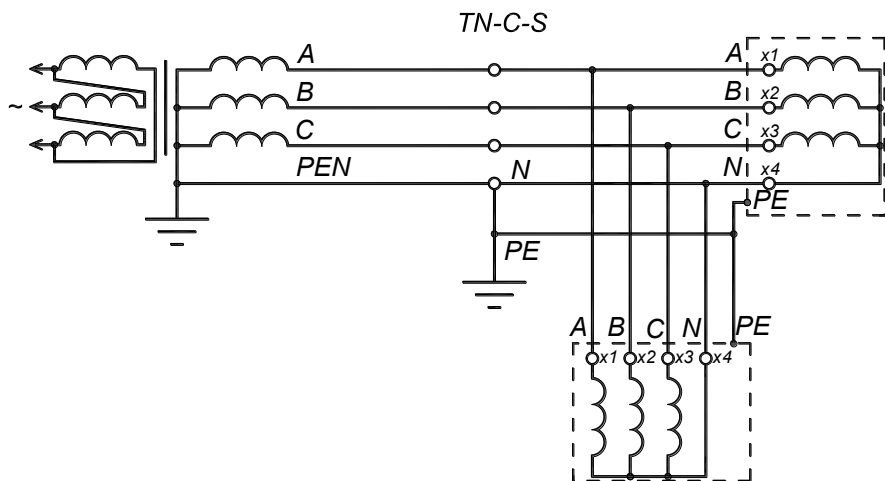 TN-C-S
A A x1
~ B B x2
C C x3
PEN N N x4
PE
PE
A B C N PE
x1 x2 x3 x4